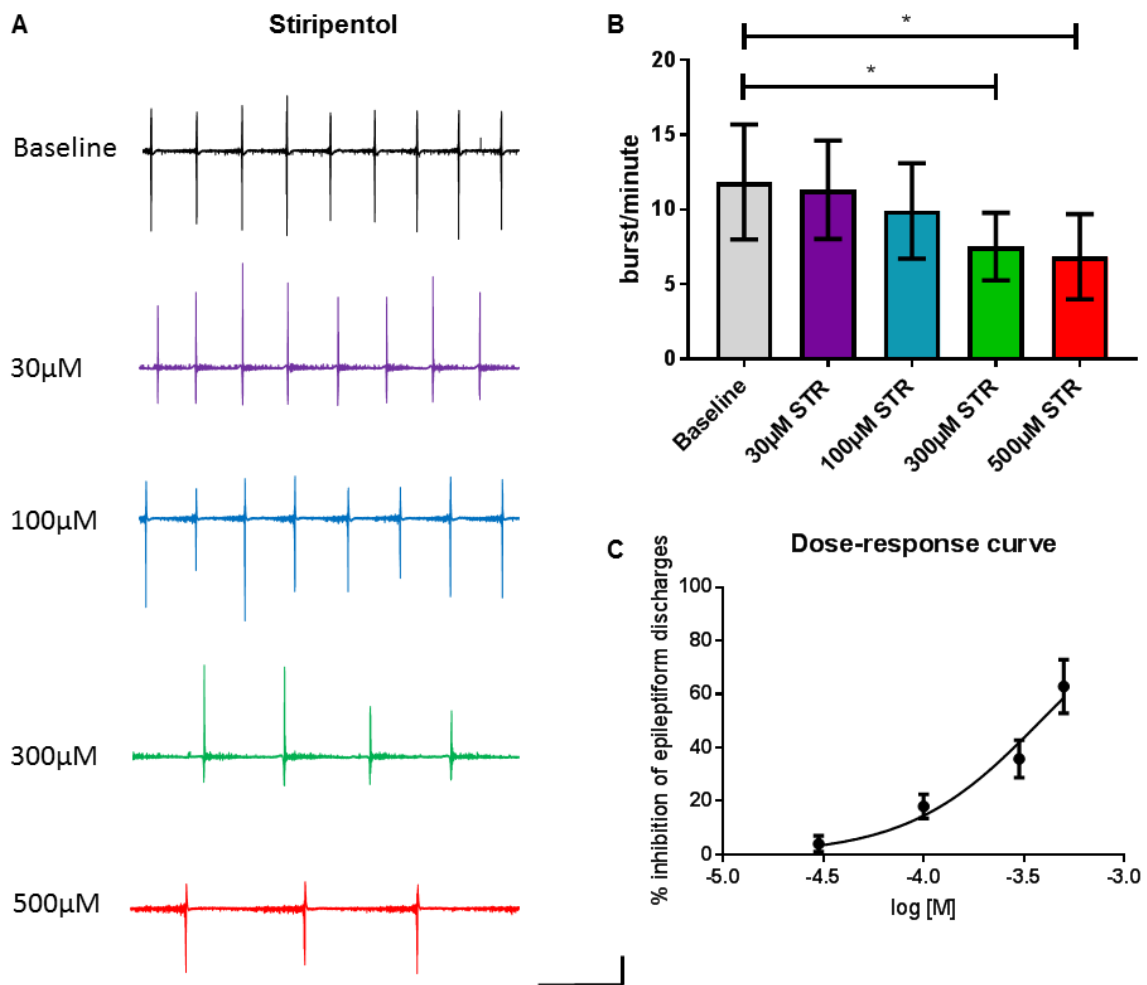 A
Stiripentol
Baseline
30µM
100µM
300µM
500µM
B
*
*
20
15
10
5
0
burst/minute
Baseline
30µM STR
100µM STR
300µM STR
500µM STR
C
Dose-response curve
% inhibition of epileptiform discharges
100
80
60
40
20
0
-5.0
-4.5
-4.0
-3.5
-3.0
log [M]